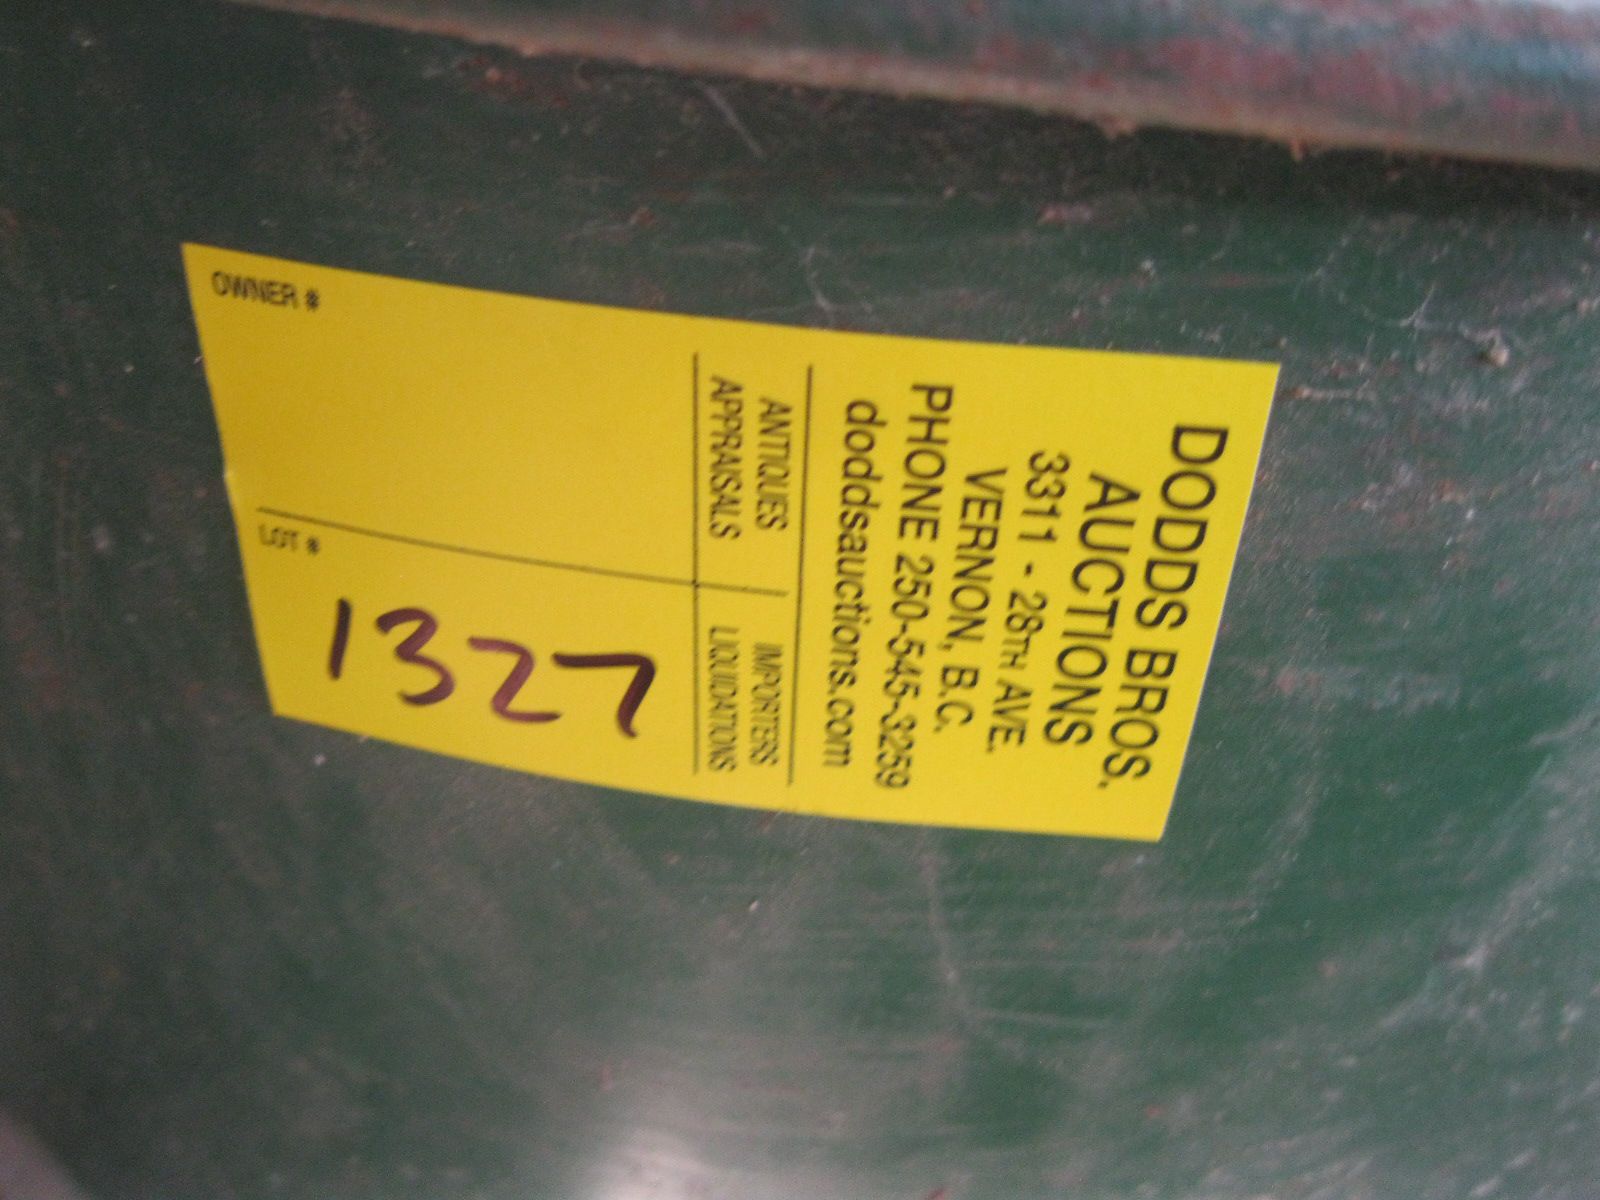 DODDS BROS.
AUCTIONS
3311 - 28TH AVE.
VERNON, B.C.
PHONE 250-545-3259
doddsauctions.com
ANTIQUES
APPRAISALS
IMPORTERS
LIQUIDATIONS
OWNER #
LOT #
1327